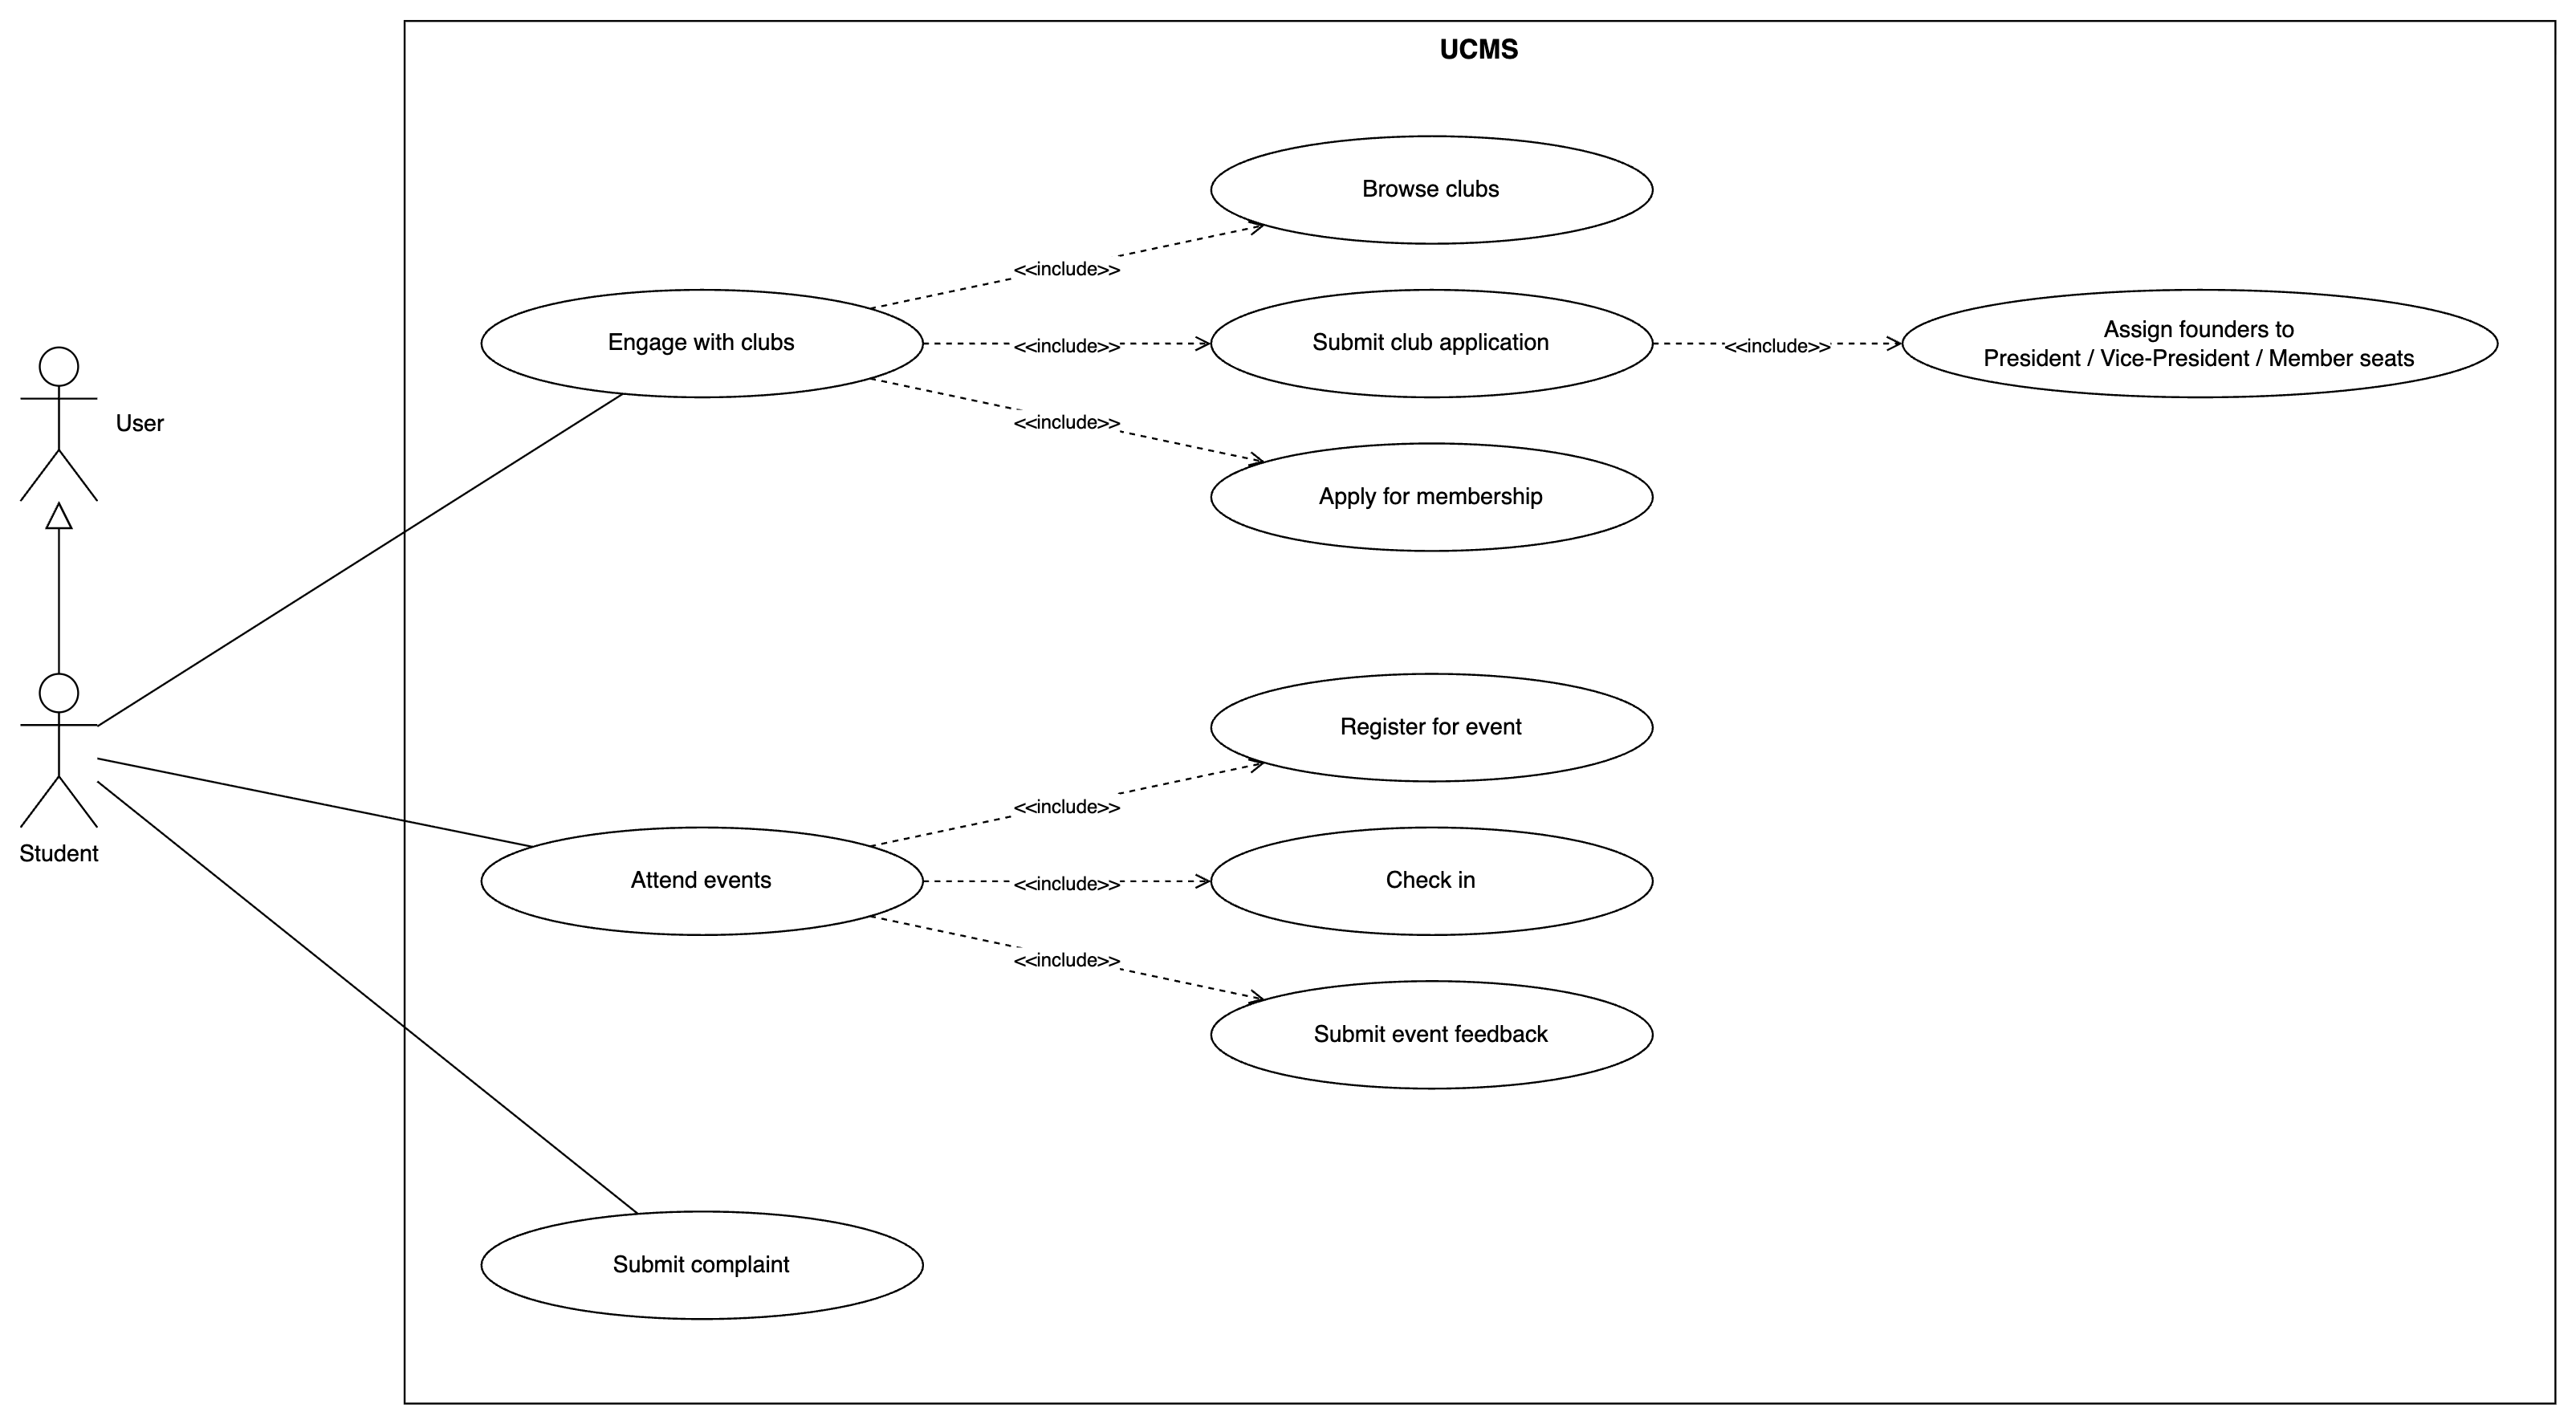 UCMS
Browse clubs
<<include>>
Engage with clubs
<<include>>
Submit club application
<<include>>
Assign founders to
President / Vice-President / Member seats
User
<<include>>
Apply for membership
Register for event
<<include>>
Student
Attend events
<<include>>
Check in
<<include>>
Submit event feedback
Submit complaint